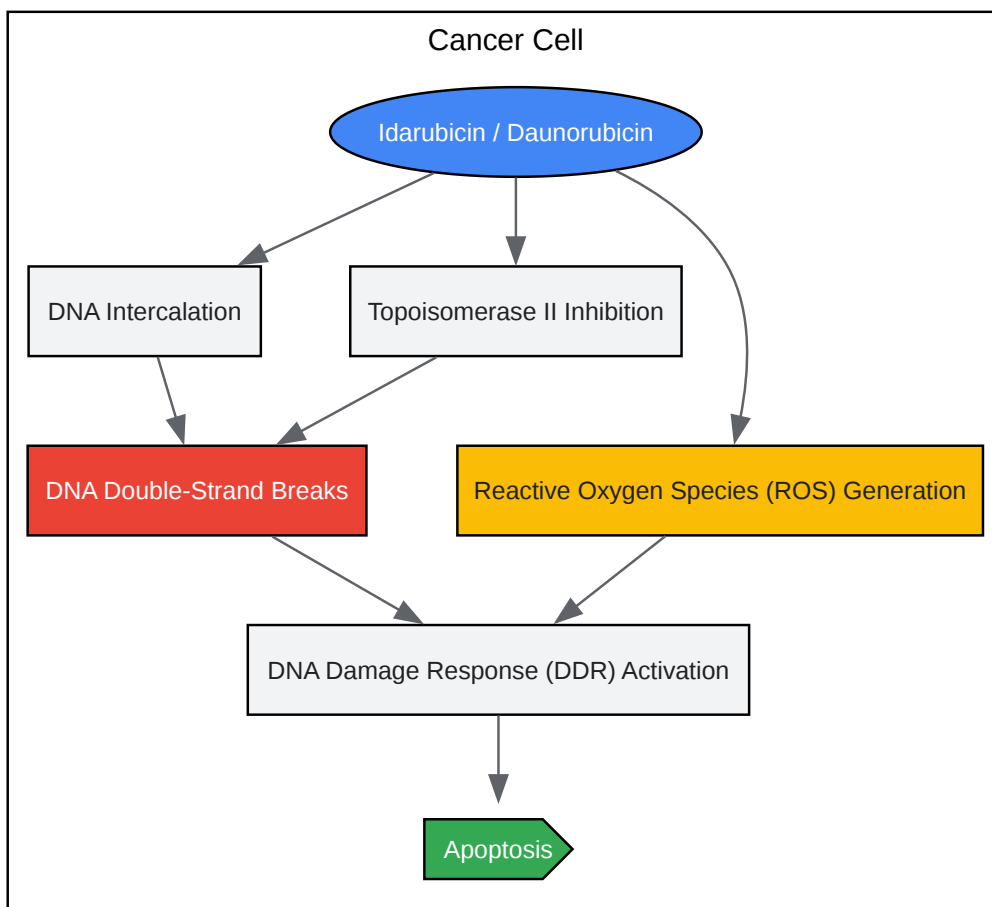 Cancer Cell
Idarubicin / Daunorubicin
DNA Intercalation
Topoisomerase II Inhibition
DNA Double-Strand Breaks
Reactive Oxygen Species (ROS) Generation
DNA Damage Response (DDR) Activation
Apoptosis